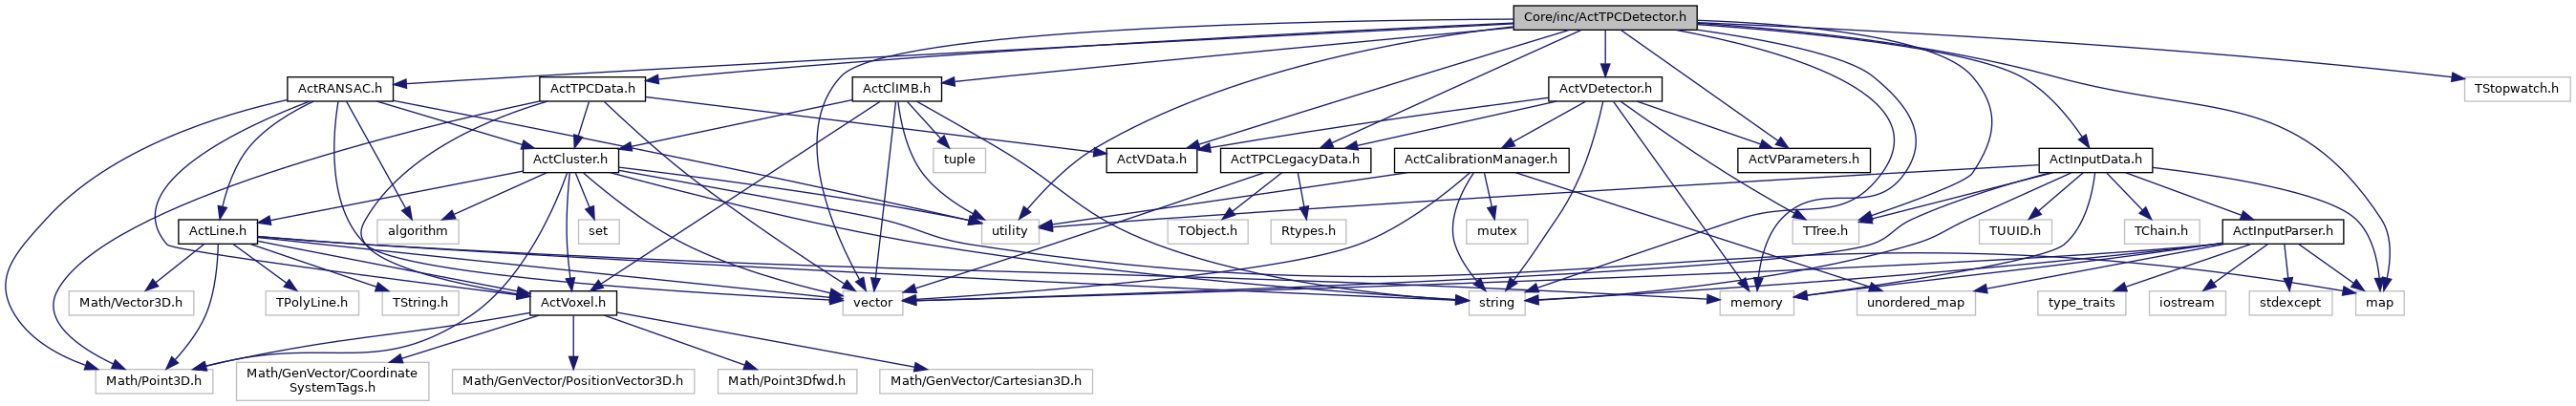 Core/inc/ActTPCDetector.h
ActRANSAC.h
ActTPCData.h
ActClIMB.h
ActVDetector.h
TStopwatch.h
ActCluster.h
tuple
ActVData.h
ActTPCLegacyData.h
ActCalibrationManager.h
ActVParameters.h
ActInputData.h
ActLine.h
algorithm
set
utility
TObject.h
Rtypes.h
mutex
TTree.h
TUUID.h
TChain.h
ActInputParser.h
Math/Vector3D.h
TPolyLine.h
TString.h
ActVoxel.h
vector
string
memory
unordered_map
type_traits
iostream
stdexcept
map
Math/Point3D.h
Math/GenVector/Coordinate
SystemTags.h
Math/GenVector/PositionVector3D.h
Math/Point3Dfwd.h
Math/GenVector/Cartesian3D.h